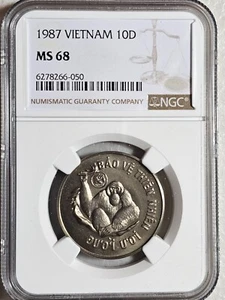 1987 VIETNAM 10D
MS 68
6278266-050
NUMISMATIC GUARANTY COMPANY
NGC
BẢO VỆ THIÊN NHIÊN